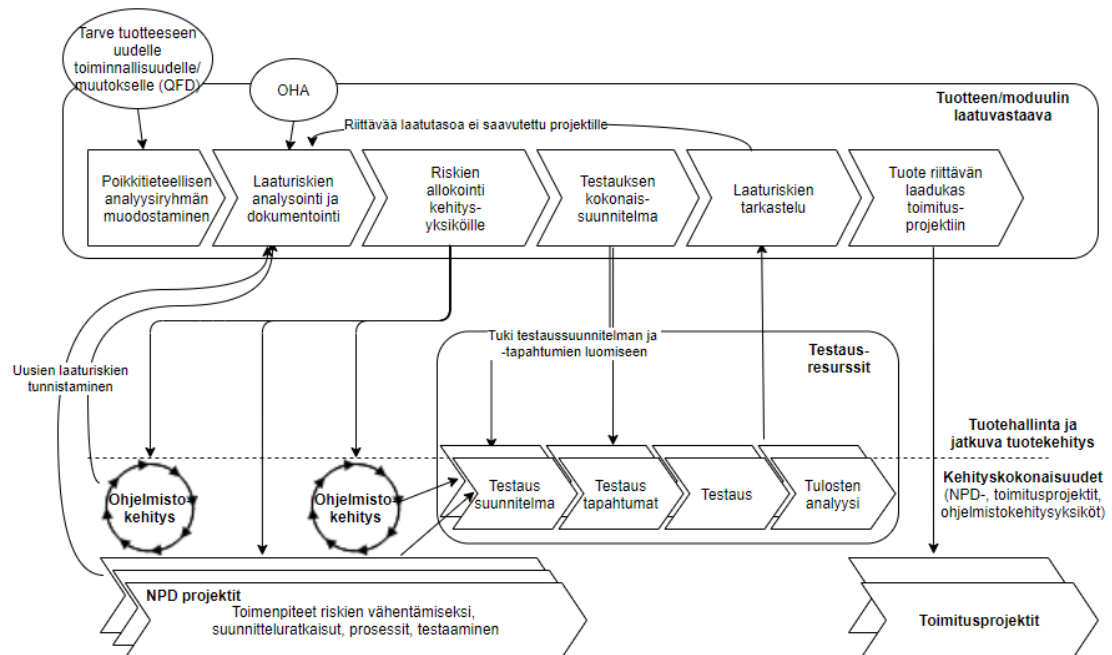 Tarve tuotteeseen
uudelle
toiminnallisuudelle/
muutokselle (QFD)
OHA
Tuotteen/moduulin
laatuvastaava
Riittävää laatutasoa ei saavutettu projektille
Poikkitieteellisen
analyysiryhmän
muodostaminen
Laaturiskien
analysointi ja
dokumentointi
Riskien
allokointi
kehitys-
yksiköille
Testauksen
kokonais-
suunnitelma
Laaturiskien
tarkastelu
Tuote riittävän
laadukas
toimitus-
projektiin
Tuki testaussuunnitelman ja
-tapahtumien luomiseen
Testaus-
resurssit
Uusien laaturiskien
tunnistaminen
Tuotehallinta ja
jatkuva tuotekehitys
Kehityskokonaisuudet
(NPD-, toimitusprojektit,
ohjelmistokehitysyksiköt)
Ohjelmisto
kehitys
Ohjelmisto
kehitys
Testaus
suunnitelma
Testaus
tapahtumat
Testaus
Tulosten
analyysi
NPD projektit
Toimenpiteet riskien vähentämiseksi,
suunnitteluratkaisut, prosessit, testaaminen
Toimitusprojektit